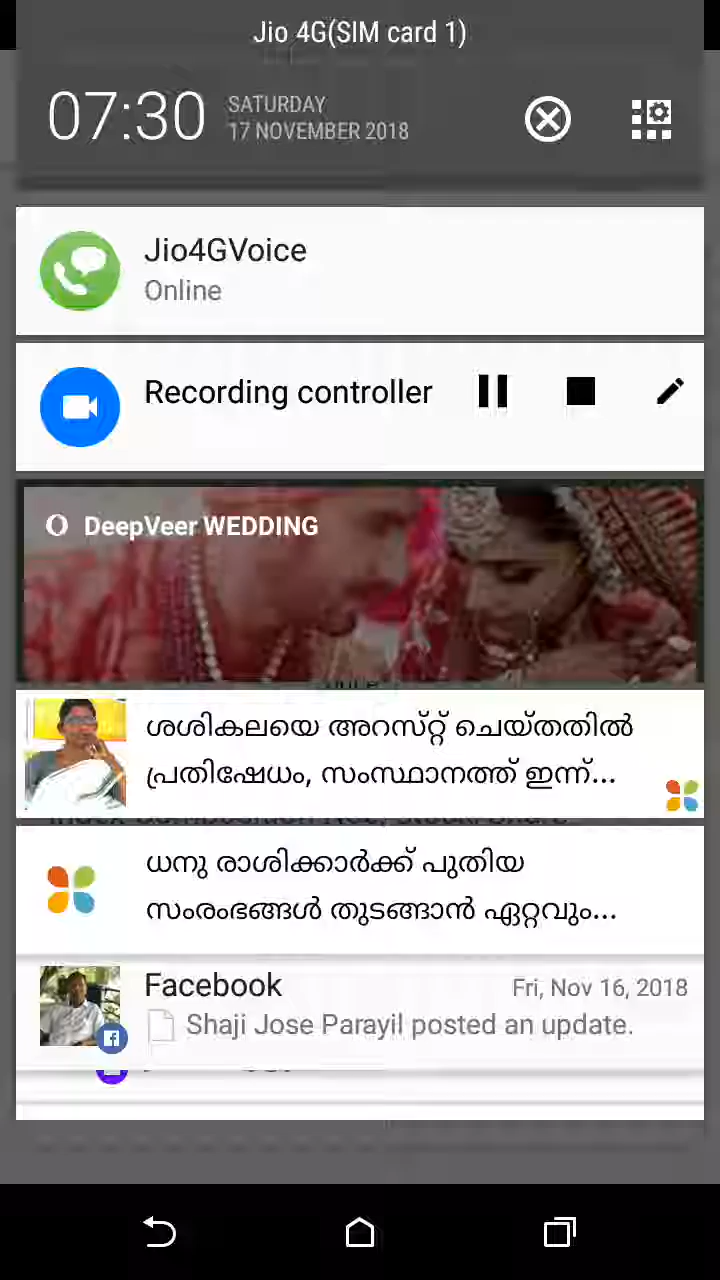 Jio 4G(SIM card 1)
07:30
SATURDAY
17 NOVEMBER 2018
Jio4GVoice
Online
Recording controller
DeepVeer WEDDING
ശശികലയെ അറസ്റ്റ് ചെയ്തതിൽ
പ്രതിഷേധം, സംസ്ഥാനത്ത് ഇന്ന്...
ധനു രാശിക്കാർക്ക് പുതിയ
സംരംഭങ്ങൾ തുടങ്ങാൻ ഏറ്റവും...
Facebook
Fri, Nov 16, 2018
Shaji Jose Parayil posted an update.